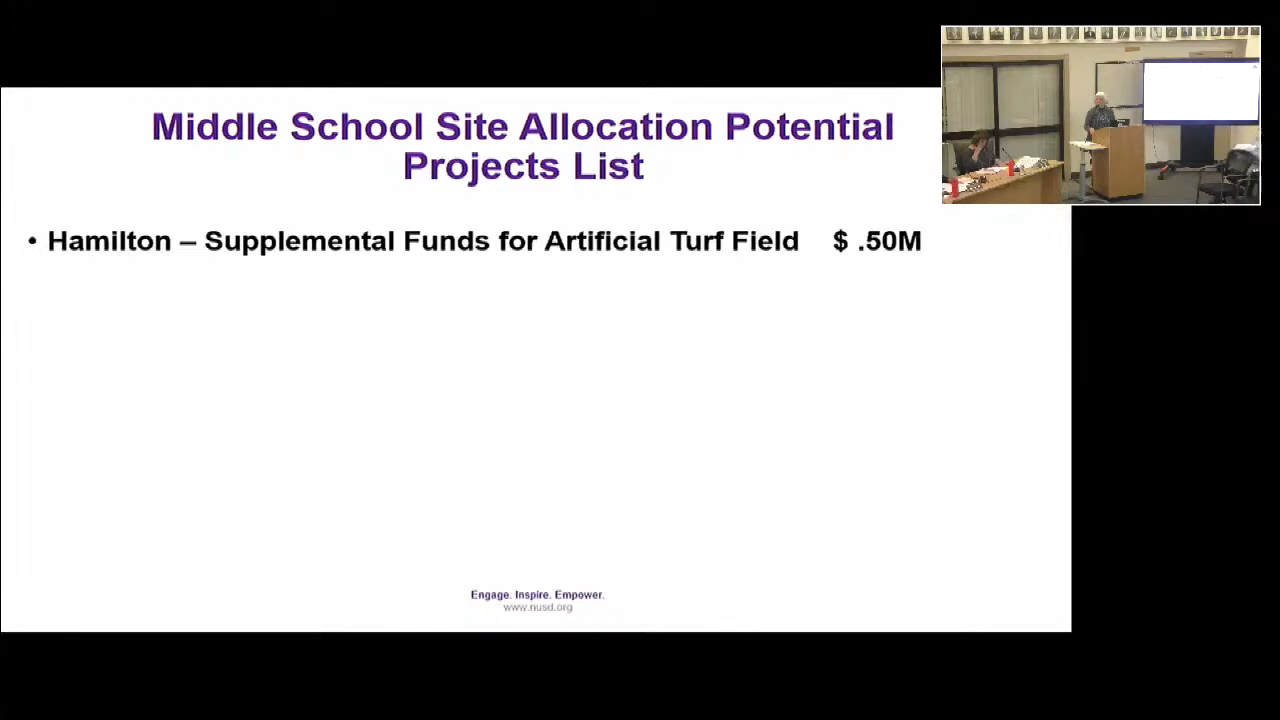 Middle School Site Allocation Potential
Projects List
• Hamilton – Supplemental Funds for Artificial Turf Field $ .50M
Engage. Inspire. Empower.
www.nusd.org